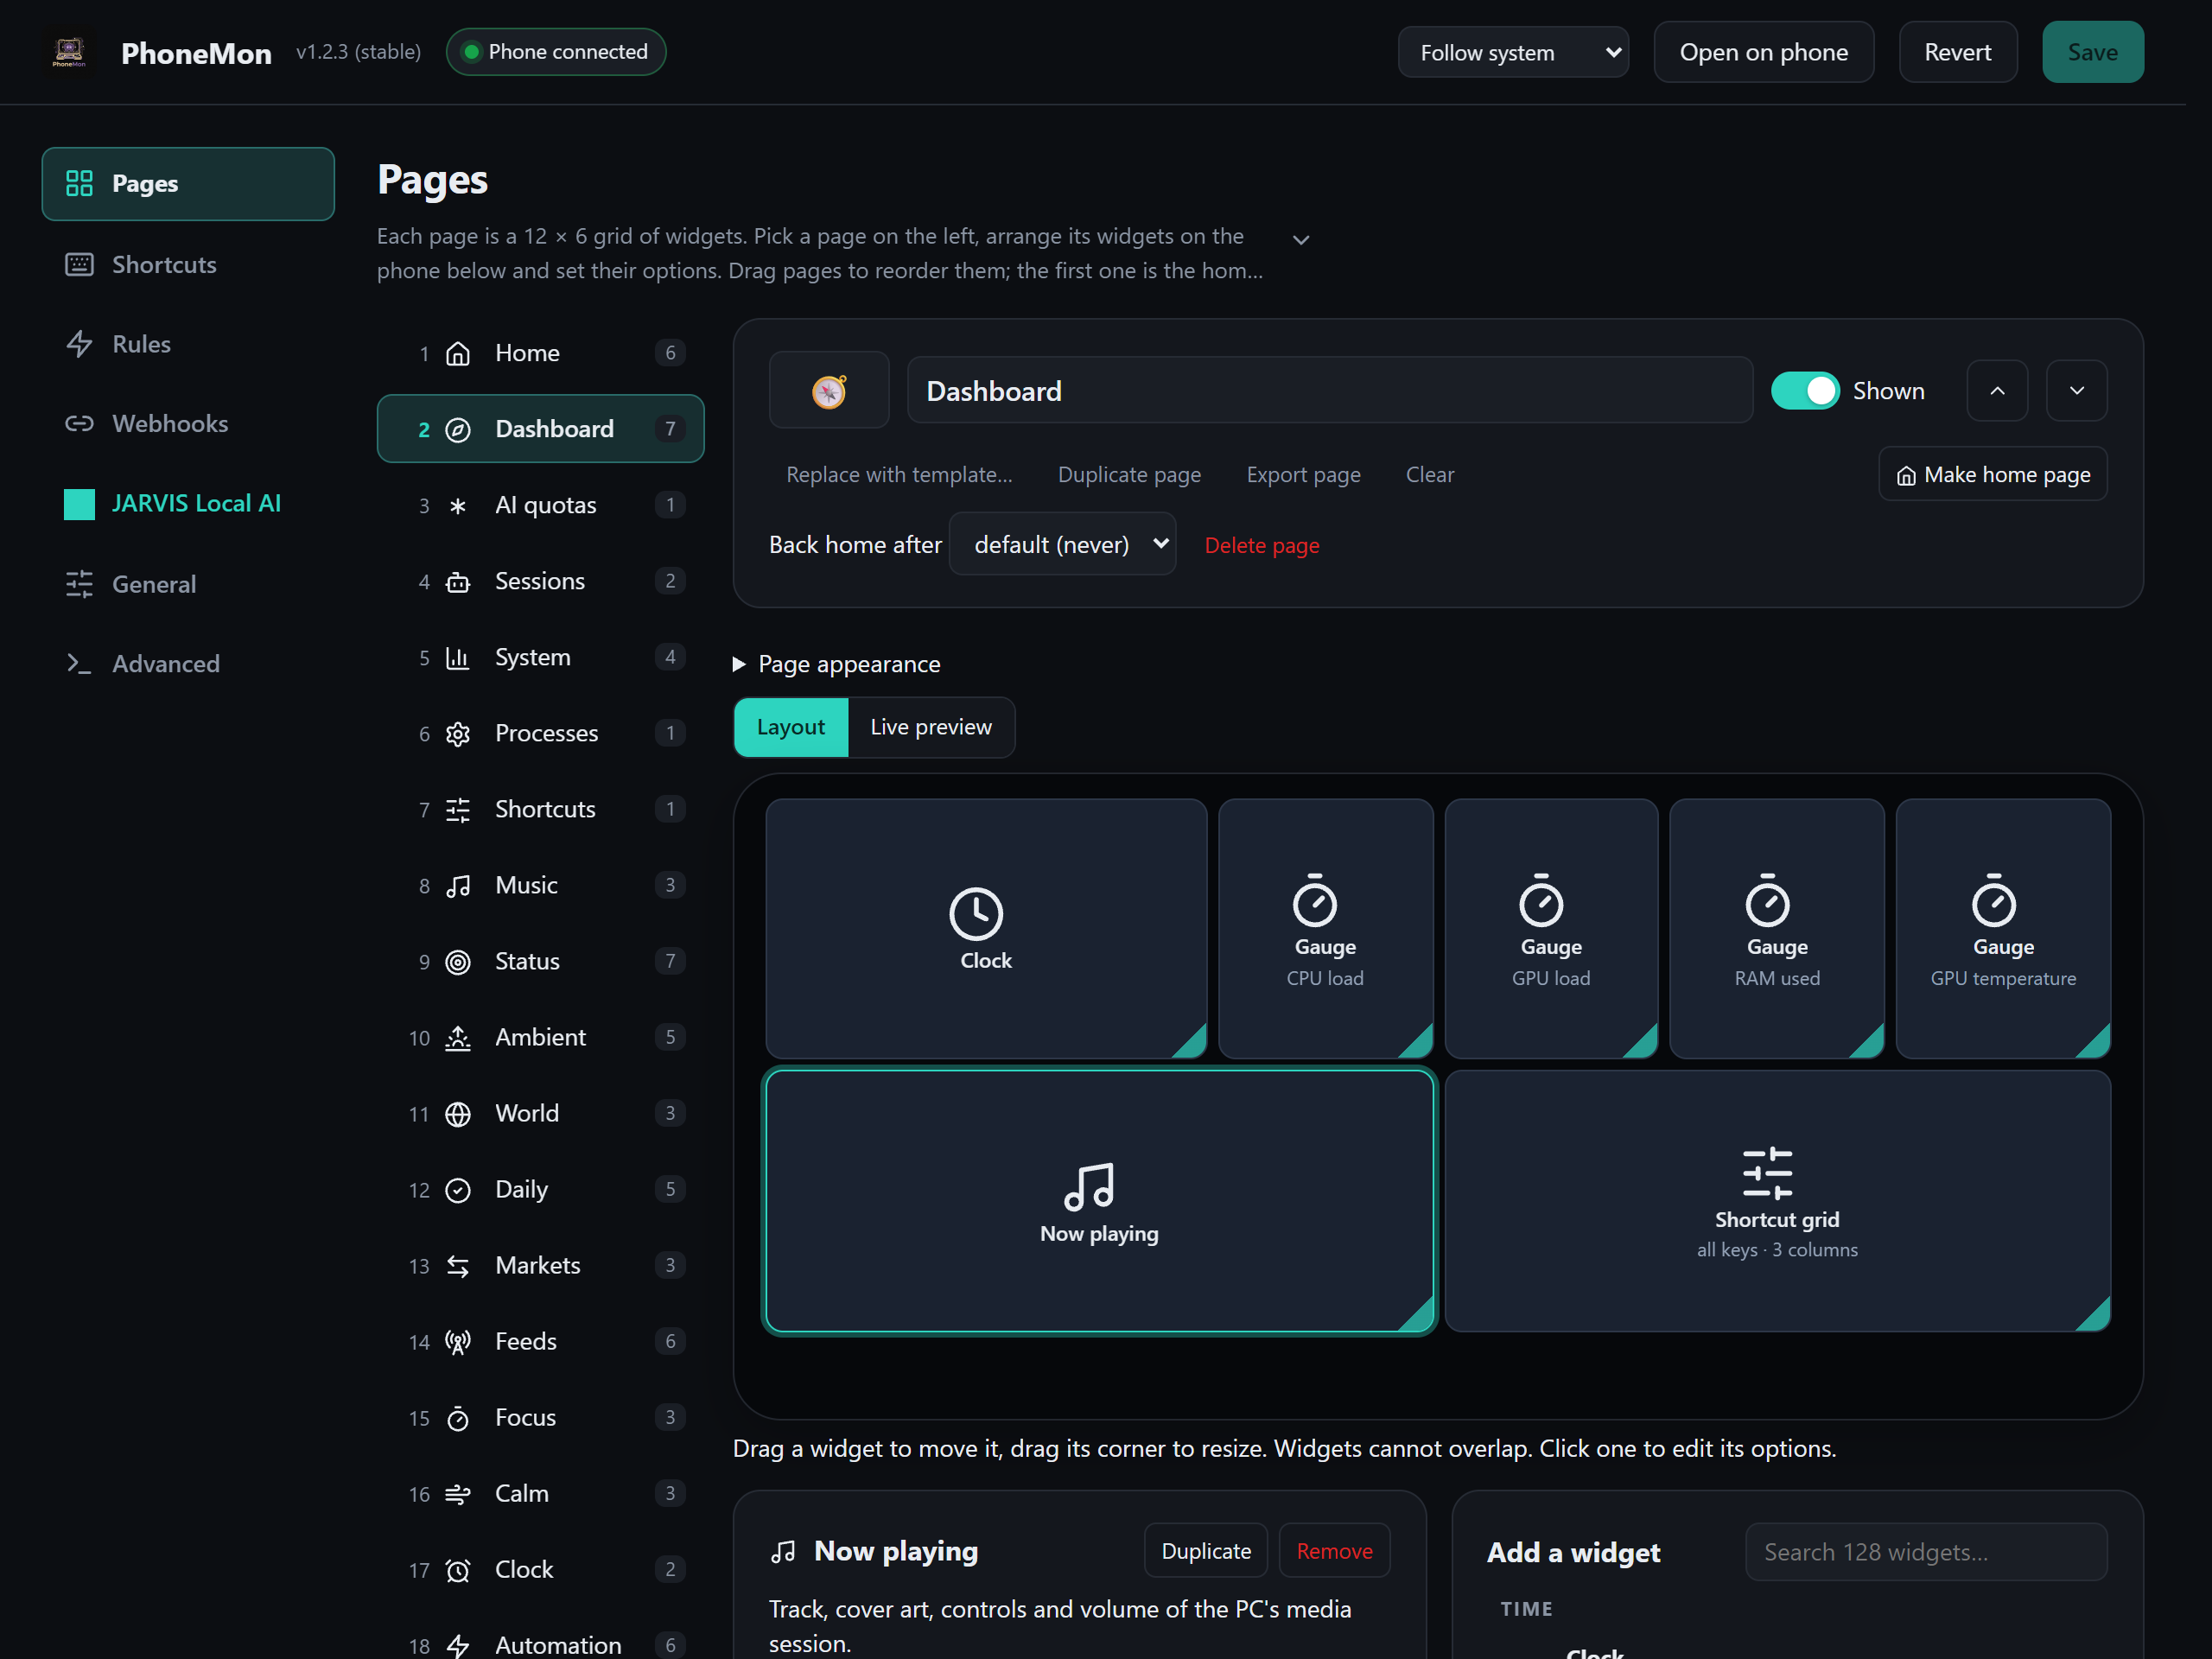 PhoneMon
PhoneMon v1.2.3 (stable) Phone connected Follow system Open on phone Revert Save
Pages
Shortcuts
Rules
Webhooks
JARVIS Local AI
General
Advanced
Pages
Each page is a 12 × 6 grid of widgets. Pick a page on the left, arrange its widgets on the
phone below and set their options. Drag pages to reorder them; the first one is the hom...
1 Home 6
2 Dashboard 7
3 AI quotas 1
4 Sessions 2
5 System 4
6 Processes 1
7 Shortcuts 1
8 Music 3
9 Status 7
10 Ambient 5
11 World 3
12 Daily 5
13 Markets 3
14 Feeds 6
15 Focus 3
16 Calm 3
17 Clock 2
18 Automation 6
Dashboard Shown
Replace with template... Duplicate page Export page Clear Make home page
Back home after default (never) Delete page
Page appearance
Layout Live preview
Clock
Gauge
CPU load
Gauge
GPU load
Gauge
RAM used
Gauge
GPU temperature
Now playing
Shortcut grid
all keys · 3 columns
Drag a widget to move it, drag its corner to resize. Widgets cannot overlap. Click one to edit its options.
Now playing Duplicate Remove
Track, cover art, controls and volume of the PC's media
session.
Add a widget Search 128 widgets...
TIME
Clock